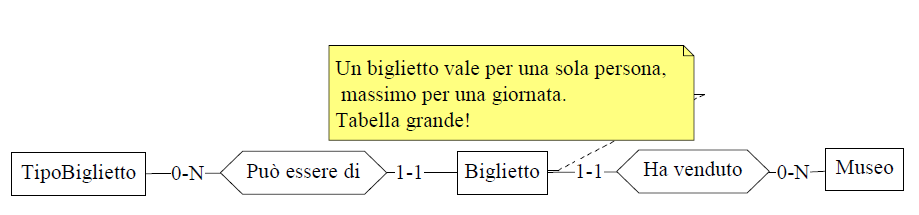 Un biglietto vale per una sola persona,
massimo per una giornata.
Tabella grande!
TipoBiglietto 0-N Può essere di 1-1 Biglietto 1-1 Ha venduto 0-N Museo